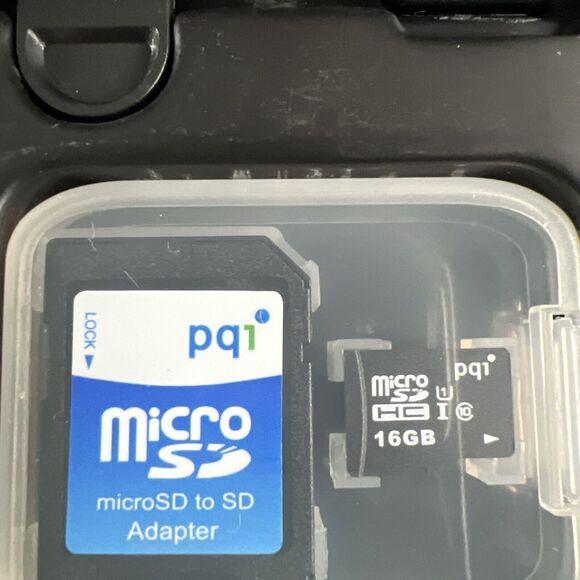 LOCK
pqi
micro
SD
microSD to SD
Adapter
pqi
micro
SD U1
HC I 10
16GB